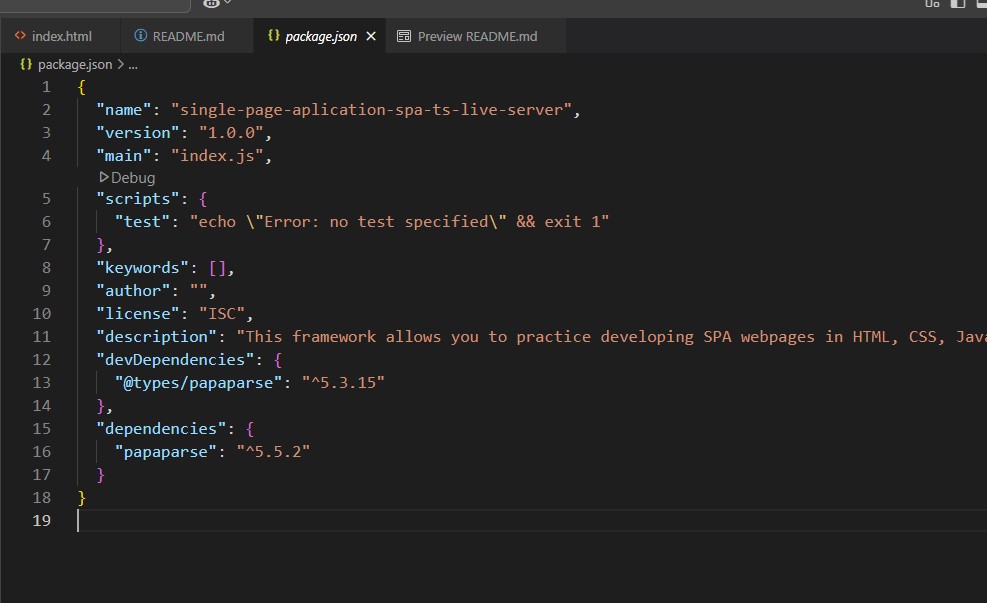 index.html README.md package.json Preview README.md
package.json > ...
1 {
2 "name": "single-page-aplication-spa-ts-live-server",
3 "version": "1.0.0",
4 "main": "index.js",
Debug
5 "scripts": {
6 "test": "echo \"Error: no test specified\" && exit 1"
7 },
8 "keywords": [],
9 "author": "",
10 "license": "ISC",
11 "description": "This framework allows you to practice developing SPA webpages in HTML, CSS, Java
12 "devDependencies": {
13 "@types/papaparse": "^5.3.15"
14 },
15 "dependencies": {
16 "papaparse": "^5.5.2"
17 }
18 }
19